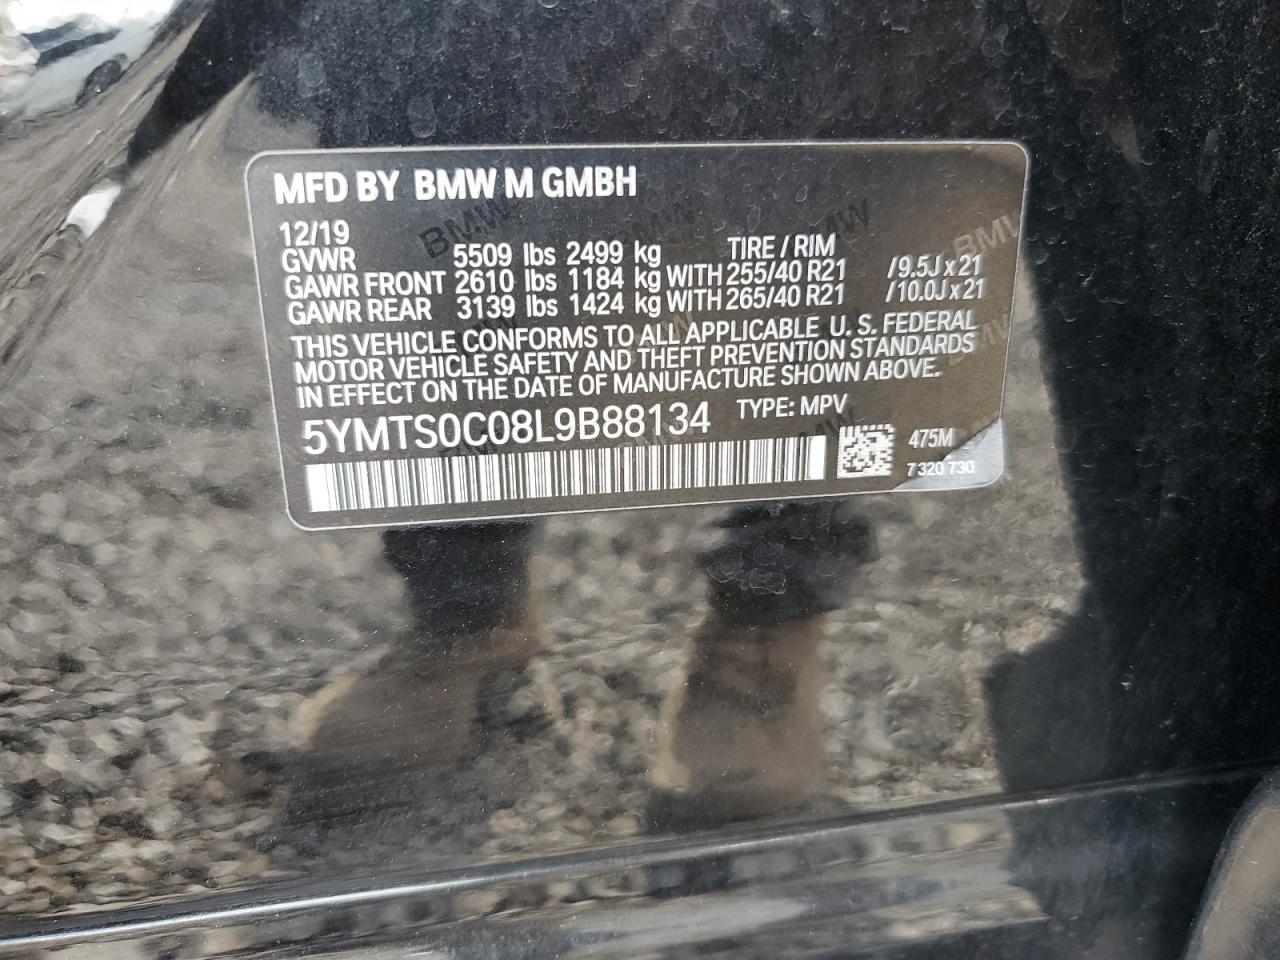 MFD BY BMW M GMBH
12/19
GVWR 5509 lbs 2499 kg TIRE / RIM
GAWR FRONT 2610 lbs 1184 kg WITH 255/40 R21 /9.5J x 21
GAWR REAR 3139 lbs 1424 kg WITH 265/40 R21 /10.0J x 21
THIS VEHICLE CONFORMS TO ALL APPLICABLE U. S. FEDERAL
MOTOR VEHICLE SAFETY AND THEFT PREVENTION STANDARDS
IN EFFECT ON THE DATE OF MANUFACTURE SHOWN ABOVE.
5YMTS0C08L9B88134 TYPE: MPV
475M
7 320 730